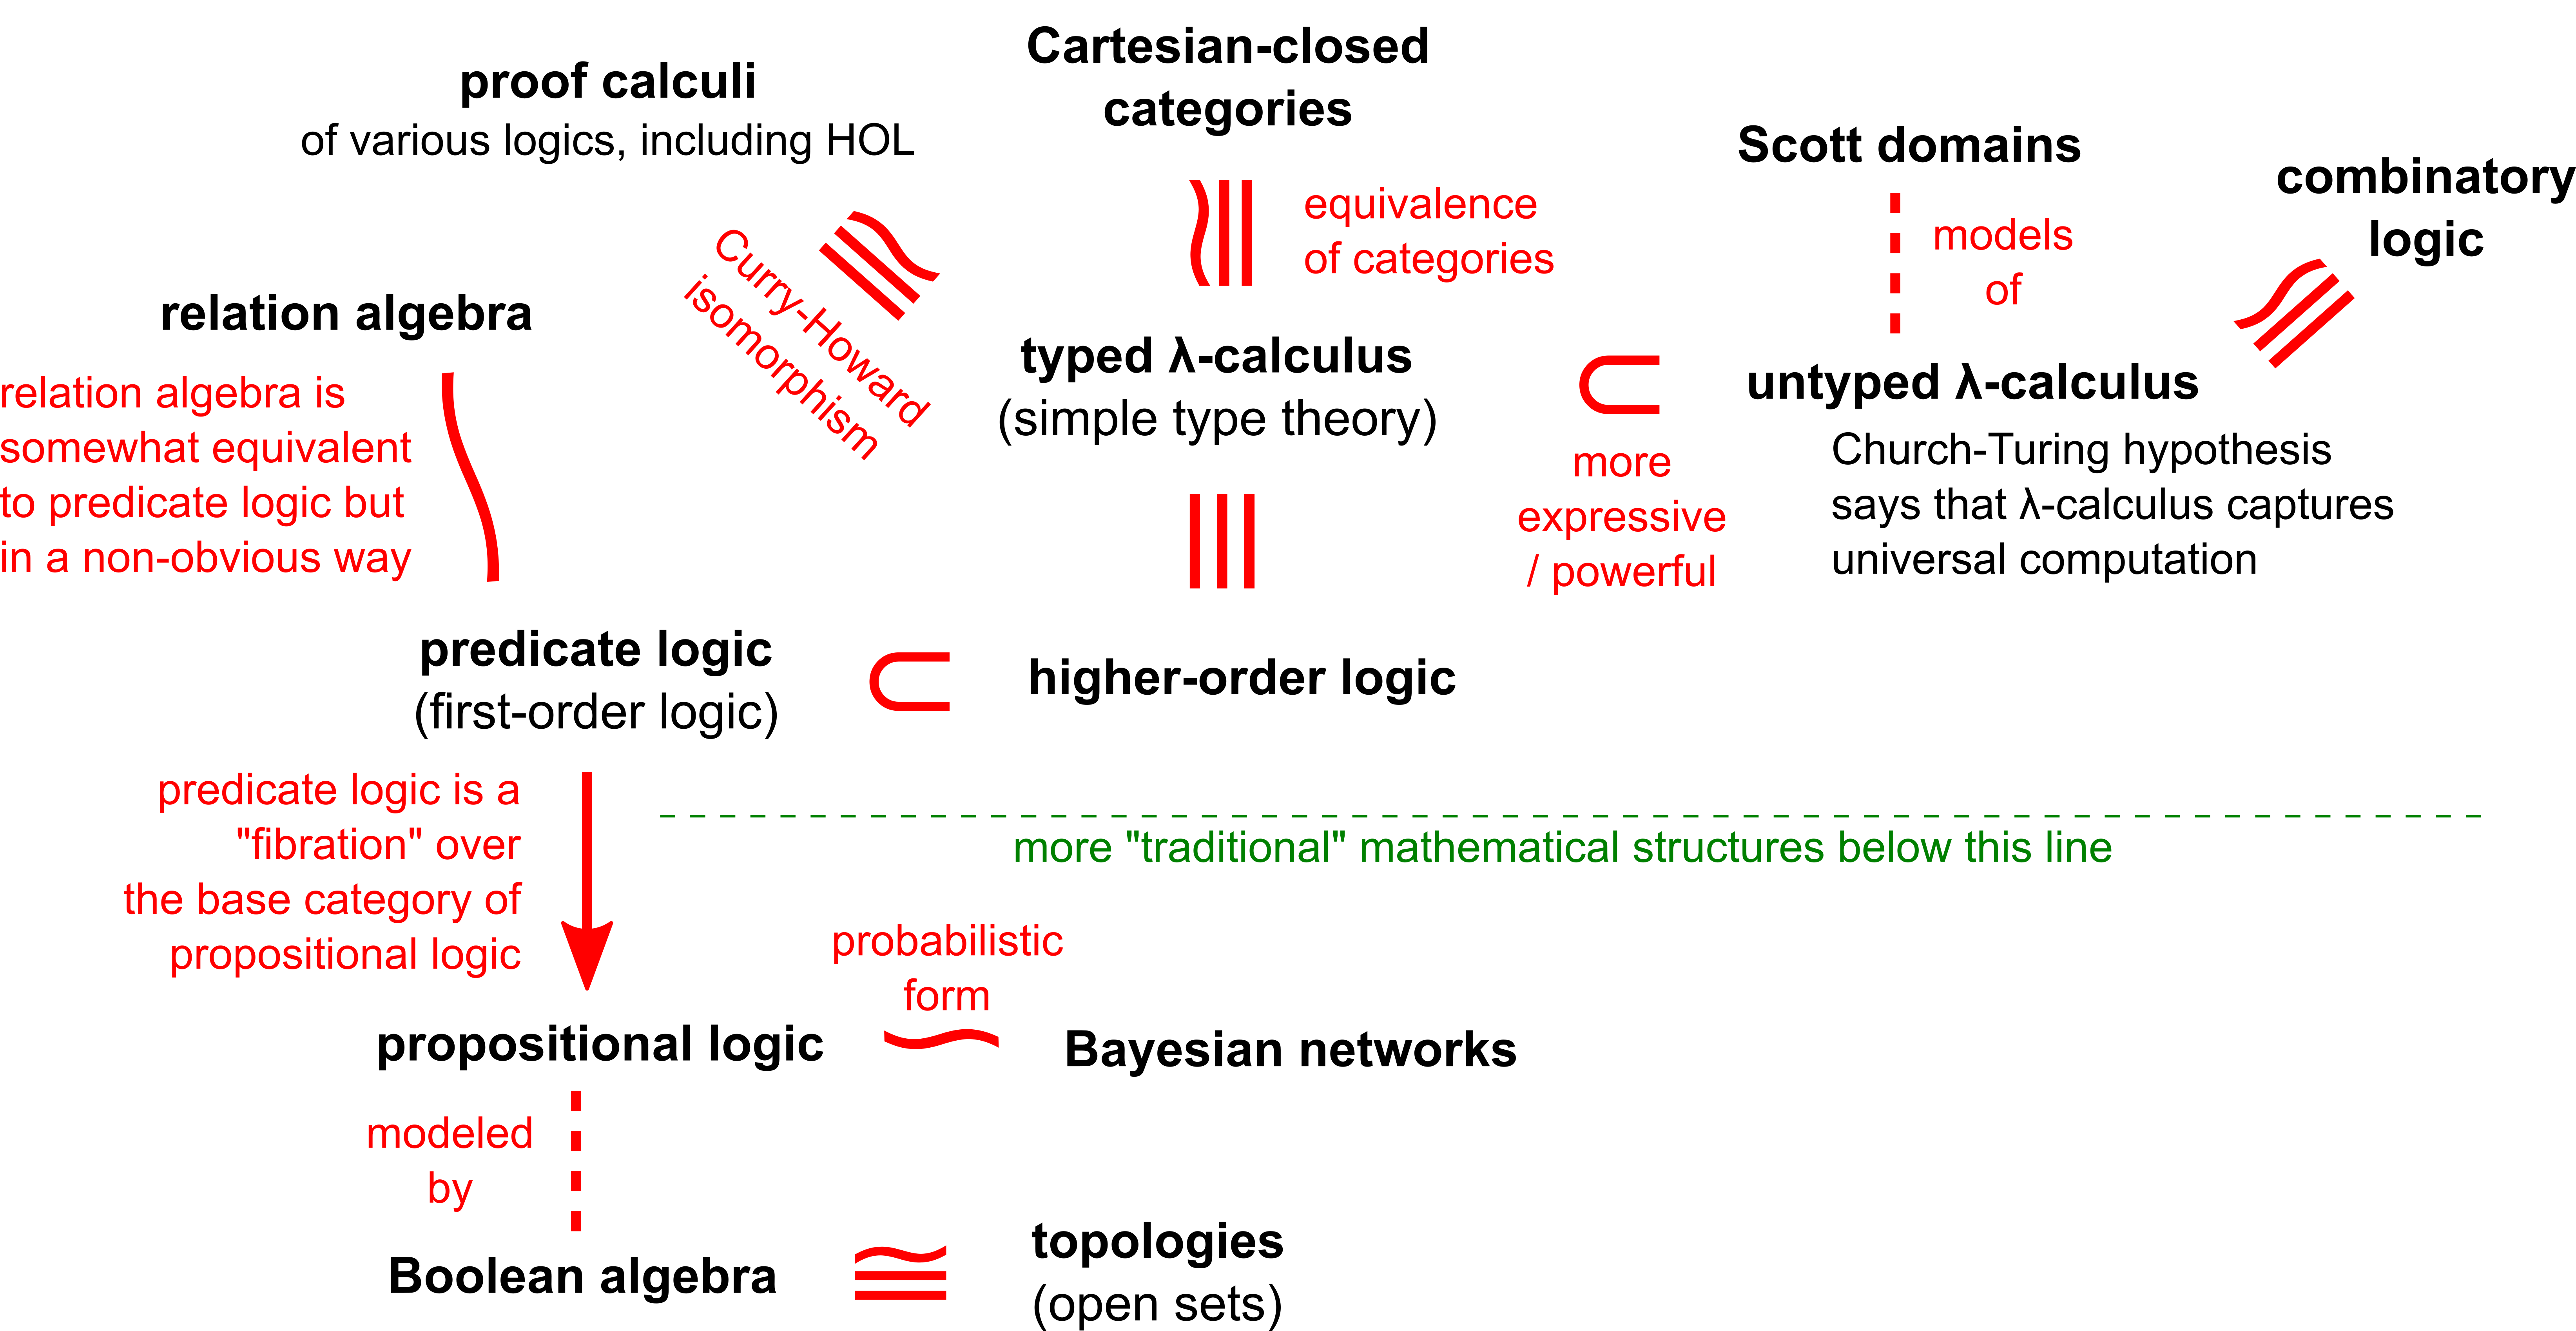 Cartesian-closed
categories
proof calculi
of various logics, including HOL
Scott domains
combinatory
logic
equivalence
of categories
models
of
Curry-Howard
isomorphism
relation algebra
relation algebra is
somewhat equivalent
to predicate logic but
in a non-obvious way
typed λ-calculus
(simple type theory)
untyped λ-calculus
Church-Turing hypothesis
says that λ-calculus captures
universal computation
more
expressive
/ powerful
predicate logic
(first-order logic)
higher-order logic
predicate logic is a
"fibration" over
the base category of
propositional logic
more "traditional" mathematical structures below this line
probabilistic
form
propositional logic
Bayesian networks
modeled
by
Boolean algebra
topologies
(open sets)